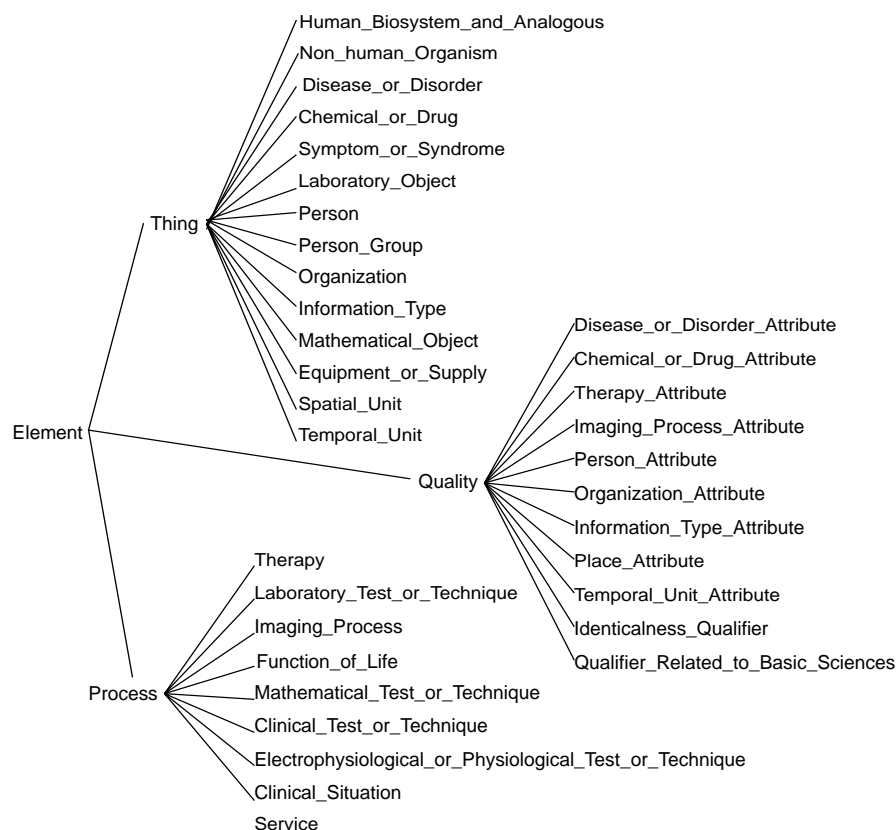 Human_Biosystem_and_Analogous
Non_human_Organism
Disease_or_Disorder
Chemical_or_Drug
Symptom_or_Syndrome
Laboratory_Object
Thing
Person
Person_Group
Organization
Information_Type
Mathematical_Object
Equipment_or_Supply
Spatial_Unit
Temporal_Unit
Element
Quality
Disease_or_Disorder_Attribute
Chemical_or_Drug_Attribute
Therapy_Attribute
Imaging_Process_Attribute
Person_Attribute
Organization_Attribute
Information_Type_Attribute
Place_Attribute
Temporal_Unit_Attribute
Identicalness_Qualifier
Qualifier_Related_to_Basic_Sciences
Process
Therapy
Laboratory_Test_or_Technique
Imaging_Process
Function_of_Life
Mathematical_Test_or_Technique
Clinical_Test_or_Technique
Electrophysiological_or_Physiological_Test_or_Technique
Clinical_Situation
Service